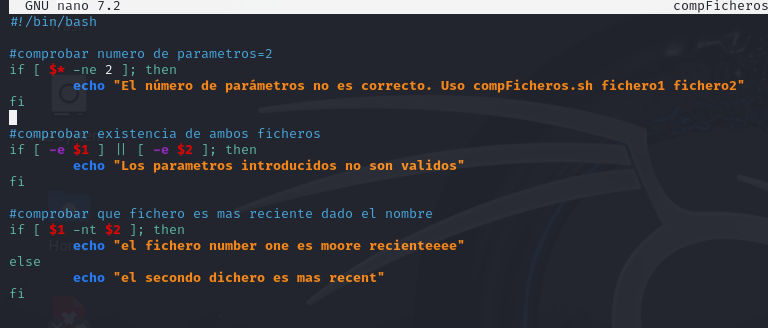 GNU nano 7.2 compFicheros
#!/bin/bash
#comprobar numero de parametros=2
if [ $* -ne 2 ]; then
echo "El número de parámetros no es correcto. Uso compFicheros.sh fichero1 fichero2"
fi
#comprobar existencia de ambos ficheros
if [ -e $1 ] || [ -e $2 ]; then
echo "Los parametros introducidos no son validos"
fi
#comprobar que fichero es mas reciente dado el nombre
if [ $1 -nt $2 ]; then
echo "el fichero number one es moore recienteeee"
else
echo "el secondo dichero es mas recent"
fi